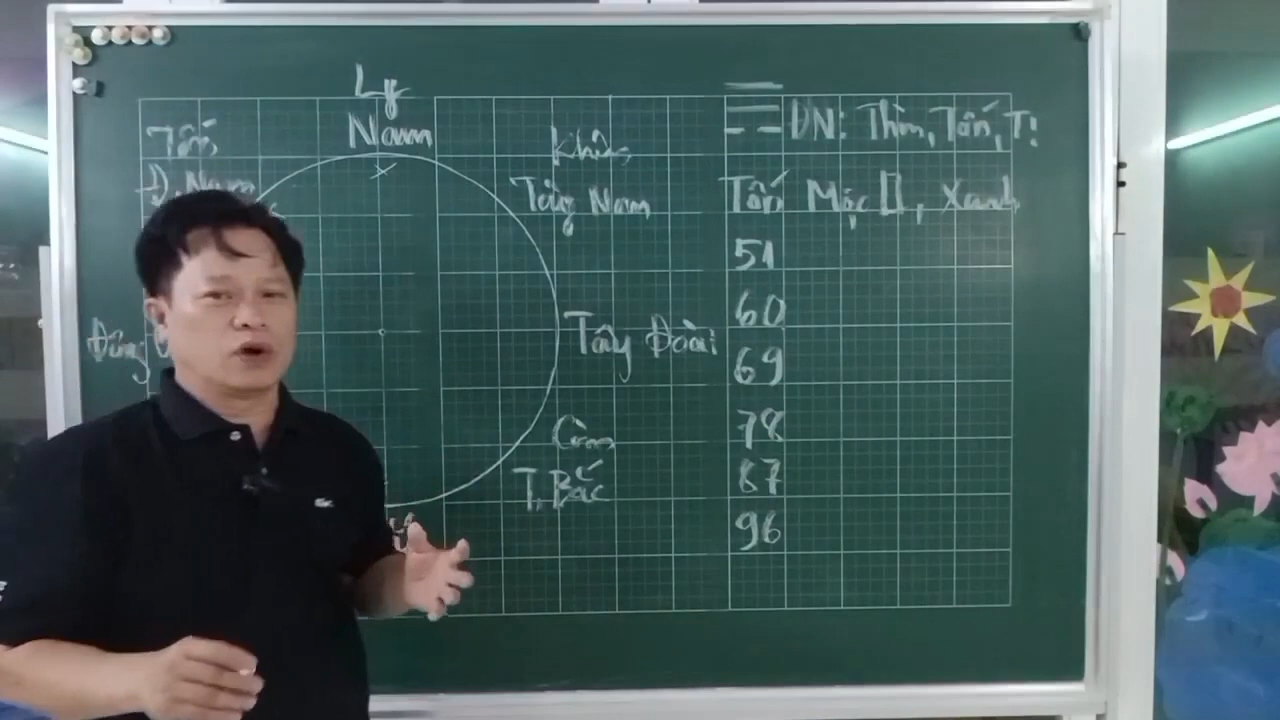 Ly
Nam
Tốn
Đ. Nam
Khôn
Tây Nam
Đông
Tây Đoài
Càn
T. Bắc
ĐN: Thìn, Tốn, Tị
Tốn Mộc, Xanh
51
60
69
78
87
96